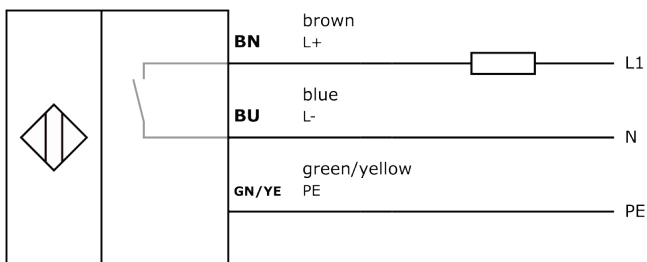 brown
BN L+
L1
blue
BU L-
N
green/yellow
GN/YE PE
PE